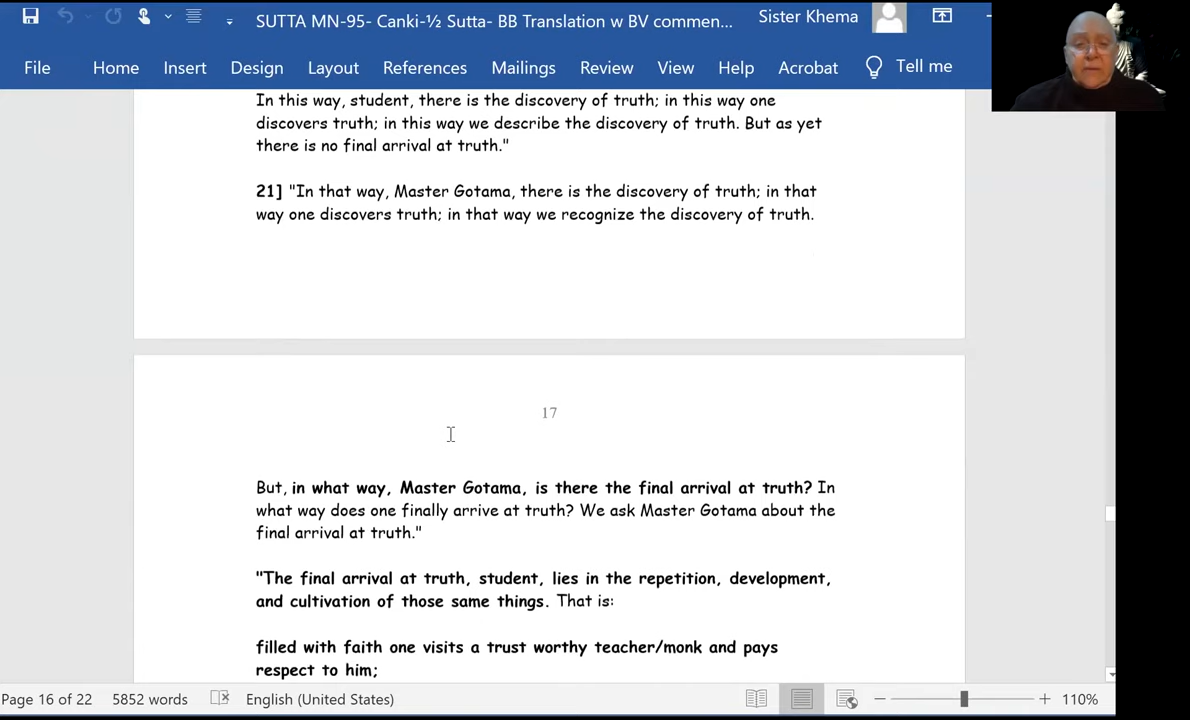 SUTTA MN-95- Canki-½ Sutta- BB Translation w BV commen...
Sister Khema
File Home Insert Design Layout References Mailings Review View Help Acrobat Tell me
In this way, student, there is the discovery of truth; in this way one
discovers truth; in this way we describe the discovery of truth. But as yet
there is no final arrival at truth."
21] "In that way, Master Gotama, there is the discovery of truth; in that
way one discovers truth; in that way we recognize the discovery of truth.
17
But, in what way, Master Gotama, is there the final arrival at truth? In
what way does one finally arrive at truth? We ask Master Gotama about the
final arrival at truth."
"The final arrival at truth, student, lies in the repetition, development,
and cultivation of those same things. That is:
filled with faith one visits a trust worthy teacher/monk and pays
respect to him;
Page 16 of 22 5852 words English (United States) 110%